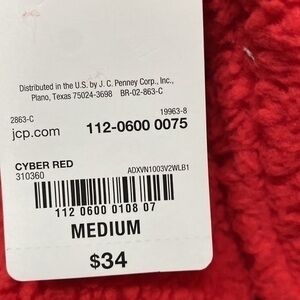 Distributed in the U.S. by J. C. Penney Corp., Inc.,
Plano, Texas 75024-3698 BR-02-863-C
2863-C 19963-8
jcp.com 112-0600 0075
CYBER RED
310360 ADXVN1003V2WLB1
112 0600 0108 07
MEDIUM
$34